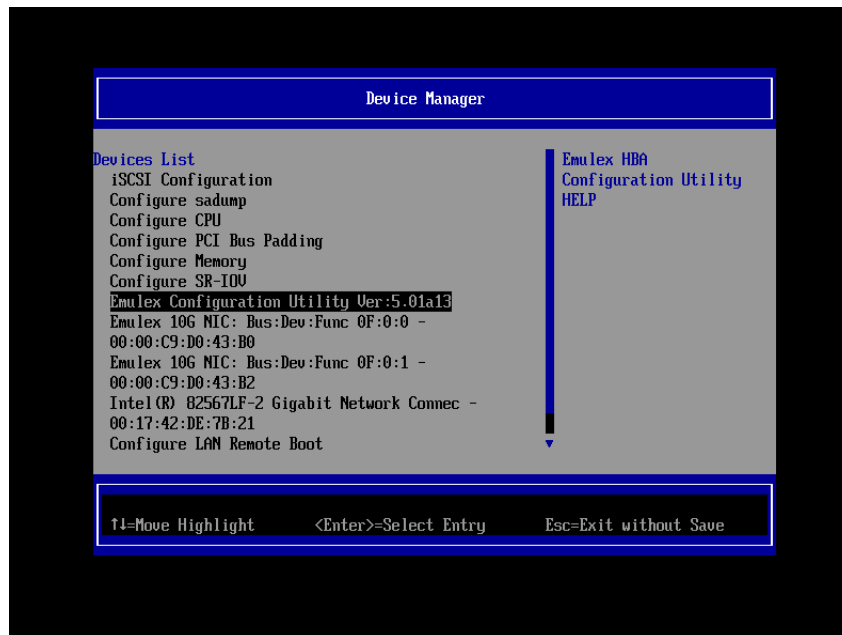 Device Manager
Devices List
iSCSI Configuration
Configure sadump
Configure CPU
Configure PCI Bus Padding
Configure Memory
Configure SR-IOV
Emulex Configuration Utility Ver:5.01a13
Emulex 10G NIC: Bus:Dev:Func 0F:0:0 -
00:00:C9:D0:43:B0
Emulex 10G NIC: Bus:Dev:Func 0F:0:1 -
00:00:C9:D0:43:B2
Intel(R) 82567LF-2 Gigabit Network Connec -
00:17:42:DE:7B:21
Configure LAN Remote Boot
Emulex HBA
Configuration Utility
HELP
↑↓=Move Highlight <Enter>=Select Entry Esc=Exit without Save